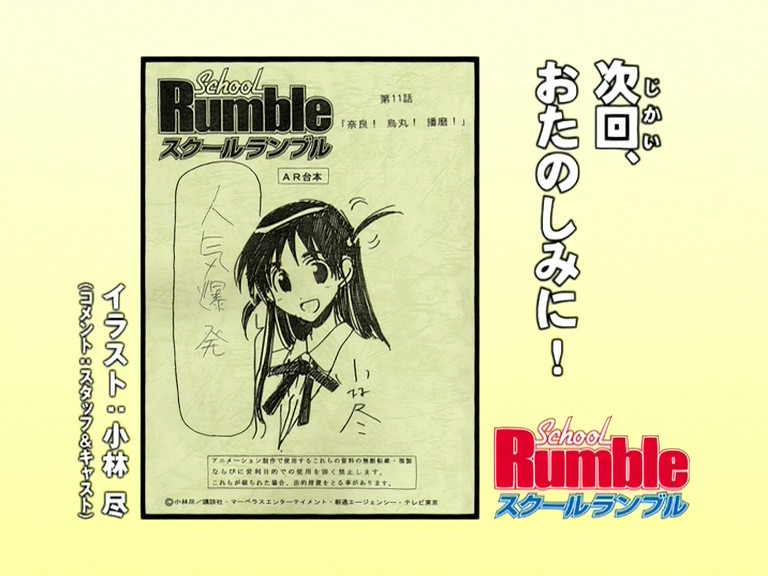 次回、
じかい
おたのしみに！
School
Rumble
スクールランブル
第11話
「奈良！ 烏丸！ 播磨！」
AR台本
人気爆発
小林尽
アニメーション制作で使用するこれらの資料の無断転載・複製
ならびに営利目的での使用を固く禁止します。
これらが破られた場合、法的措置をとる事があります。
©小林尽／講談社・マーベラスエンターテイメント・創通エージェンシー・テレビ東京
イラスト：小林 尽
（コメント：スタッフ＆キャスト）
School
Rumble
スクールランブル